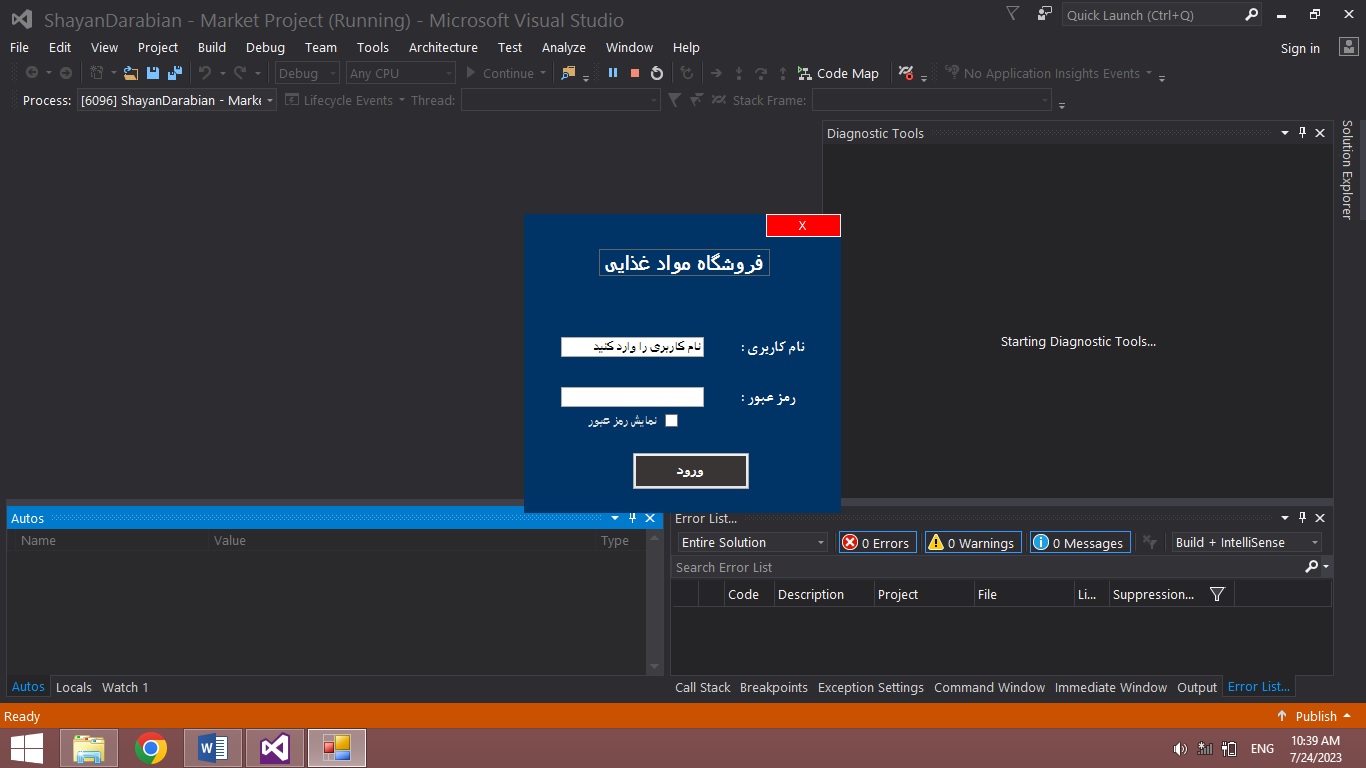 ShayanDarabian - Market Project (Running) - Microsoft Visual Studio
Quick Launch (Ctrl+Q)
File Edit View Project Build Debug Team Tools Architecture Test Analyze Window Help
Sign in
Debug Any CPU Continue Code Map No Application Insights Events
Process: [6096] ShayanDarabian - Marke Lifecycle Events Thread: Stack Frame:
Diagnostic Tools
Solution Explorer
X
فروشگاه مواد غذایی
Starting Diagnostic Tools...
نام کاربری :
نام کاربری را وارد کنید
رمز عبور :
نمایش رمز عبور
ورود
Autos
Name Value Type
Error List...
Entire Solution 0 Errors 0 Warnings 0 Messages Build + IntelliSense
Search Error List
Code Description Project File Li... Suppression...
Autos Locals Watch 1
Call Stack Breakpoints Exception Settings Command Window Immediate Window Output Error List...
Ready
Publish
ENG
10:39 AM
7/24/2023